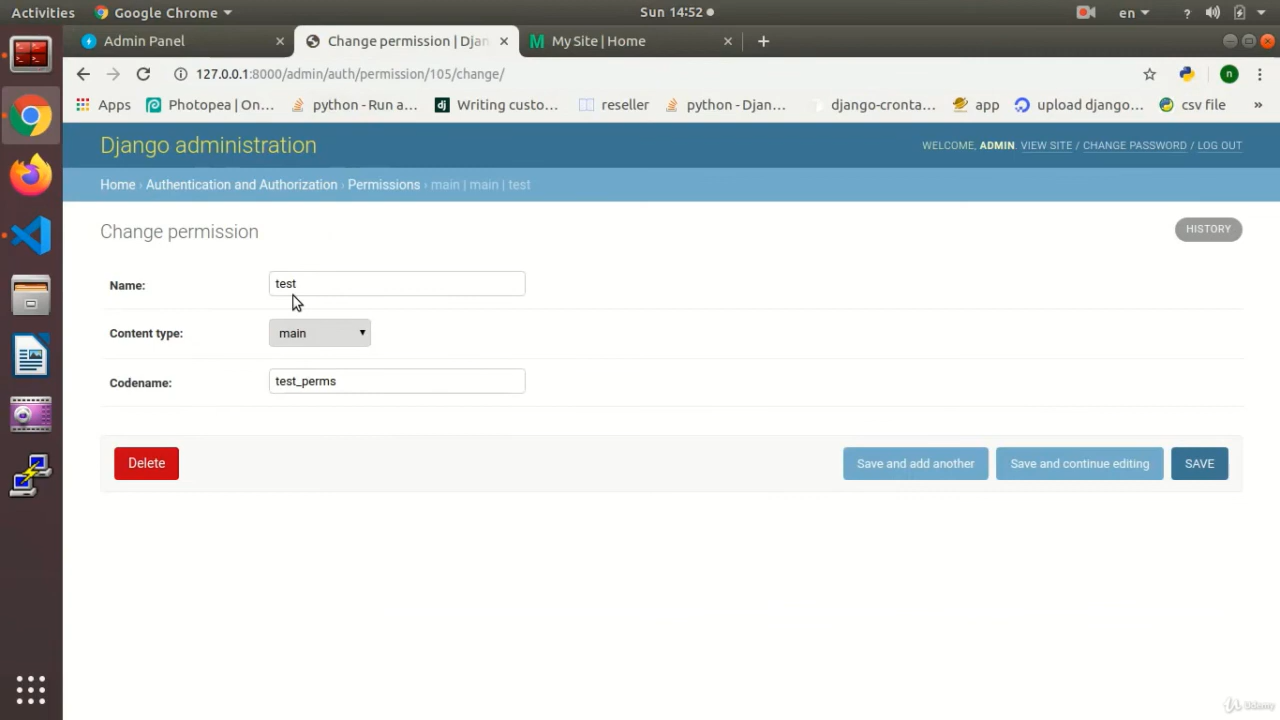 Activities Google Chrome Sun 14:52 en ?
Admin Panel × Change permission | Djan × My Site | Home × +
127.0.0.1:8000/admin/auth/permission/105/change/ n
Apps Photopea | On... python - Run a... dj Writing custo... reseller python - Djan... django-cronta... app upload django... csv file »
Django administration WELCOME, ADMIN. VIEW SITE / CHANGE PASSWORD / LOG OUT
Home › Authentication and Authorization › Permissions › main | main | test
Change permission HISTORY
Name: test
Content type: main
Codename: test_perms
Delete Save and add another Save and continue editing SAVE
Udemy